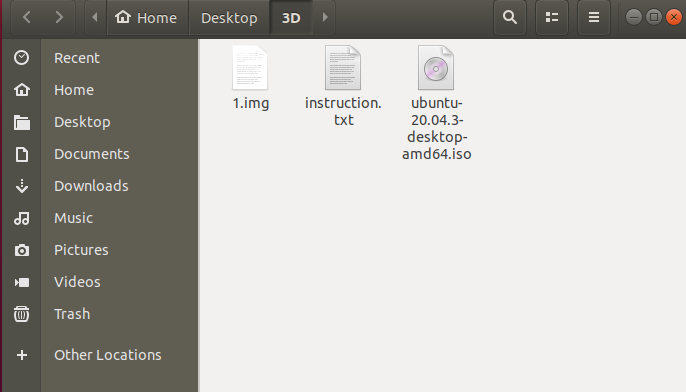 Home Desktop 3D
Recent
Home
Desktop
Documents
Downloads
Music
Pictures
Videos
Trash
Other Locations
1.img
instruction.
txt
ubuntu-
20.04.3-
desktop-
amd64.iso